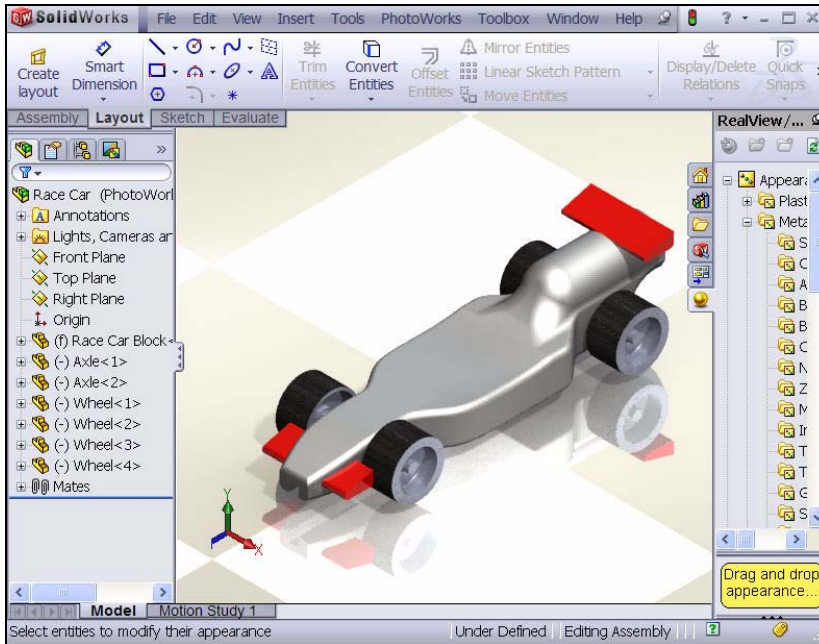 SolidWorks File Edit View Insert Tools PhotoWorks Toolbox Window Help ?
Create layout
Smart Dimension
Trim Entities
Convert Entities
Offset Entities
Mirror Entities
Linear Sketch Pattern
Move Entities
Display/Delete Relations
Quick Snaps
Assembly Layout Sketch Evaluate
RealView/...
Race Car (PhotoWorl
A Annotations
Lights, Cameras ar
Front Plane
Top Plane
Right Plane
Origin
(f) Race Car Block<
(-) Axle<1>
(-) Axle<2>
(-) Wheel<1>
(-) Wheel<2>
(-) Wheel<3>
(-) Wheel<4>
Mates
Y
X
Appear
Plast
Meta
S
C
A
B
B
C
N
Z
M
Ir
T
T
G
S
Drag and drop
appearance...
Model Motion Study 1
Select entities to modify their appearance Under Defined Editing Assembly ?